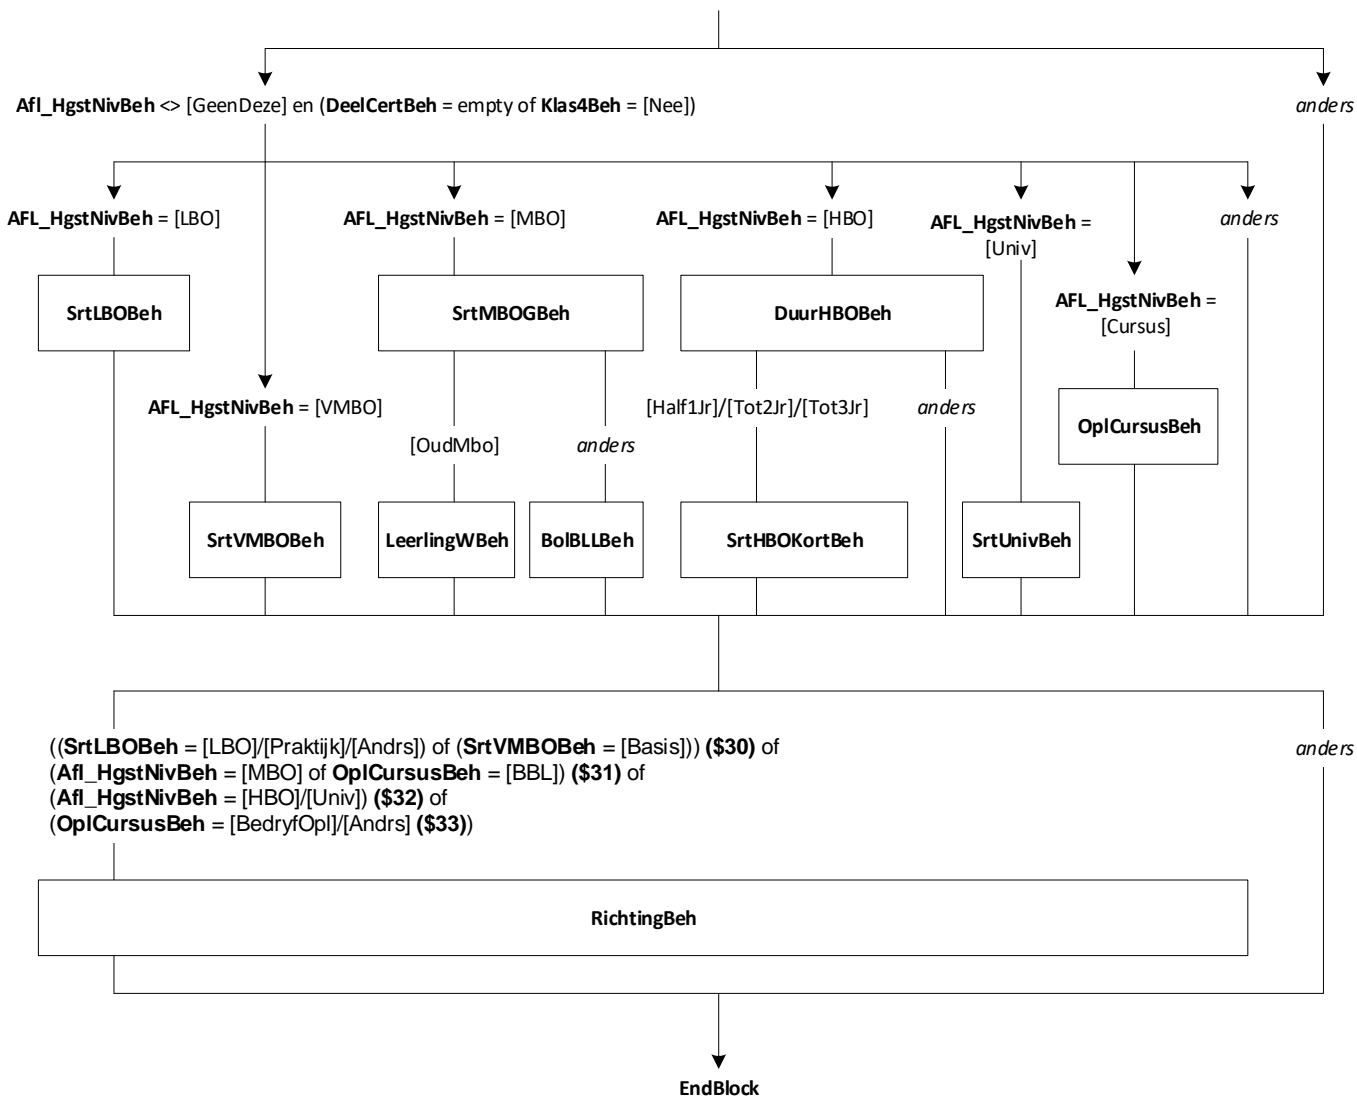 Afl_HgstNivBeh <> [GeenDeze] en (DeelCertBeh = empty of Klas4Beh = [Nee])
anders
AFL_HgstNivBeh = [LBO]
AFL_HgstNivBeh = [MBO]
AFL_HgstNivBeh = [HBO]
AFL_HgstNivBeh =
[Univ]
anders
SrtLBOBeh
SrtMBOGBeh
DuurHBOBeh
AFL_HgstNivBeh =
[Cursus]
AFL_HgstNivBeh = [VMBO]
[Half1Jr]/[Tot2Jr]/[Tot3Jr]
anders
OplCursusBeh
[OudMbo]
anders
SrtVMBOBeh
LeerlingWBeh
BolBLLBeh
SrtHBOKortBeh
SrtUnivBeh
((SrtLBOBeh = [LBO]/[Praktijk]/[Andrs]) of (SrtVMBOBeh = [Basis])) ($30) of
(Afl_HgstNivBeh = [MBO] of OplCursusBeh = [BBL]) ($31) of
(Afl_HgstNivBeh = [HBO]/[Univ]) ($32) of
(OplCursusBeh = [BedryfOpl]/[Andrs] ($33))
anders
RichtingBeh
EndBlock